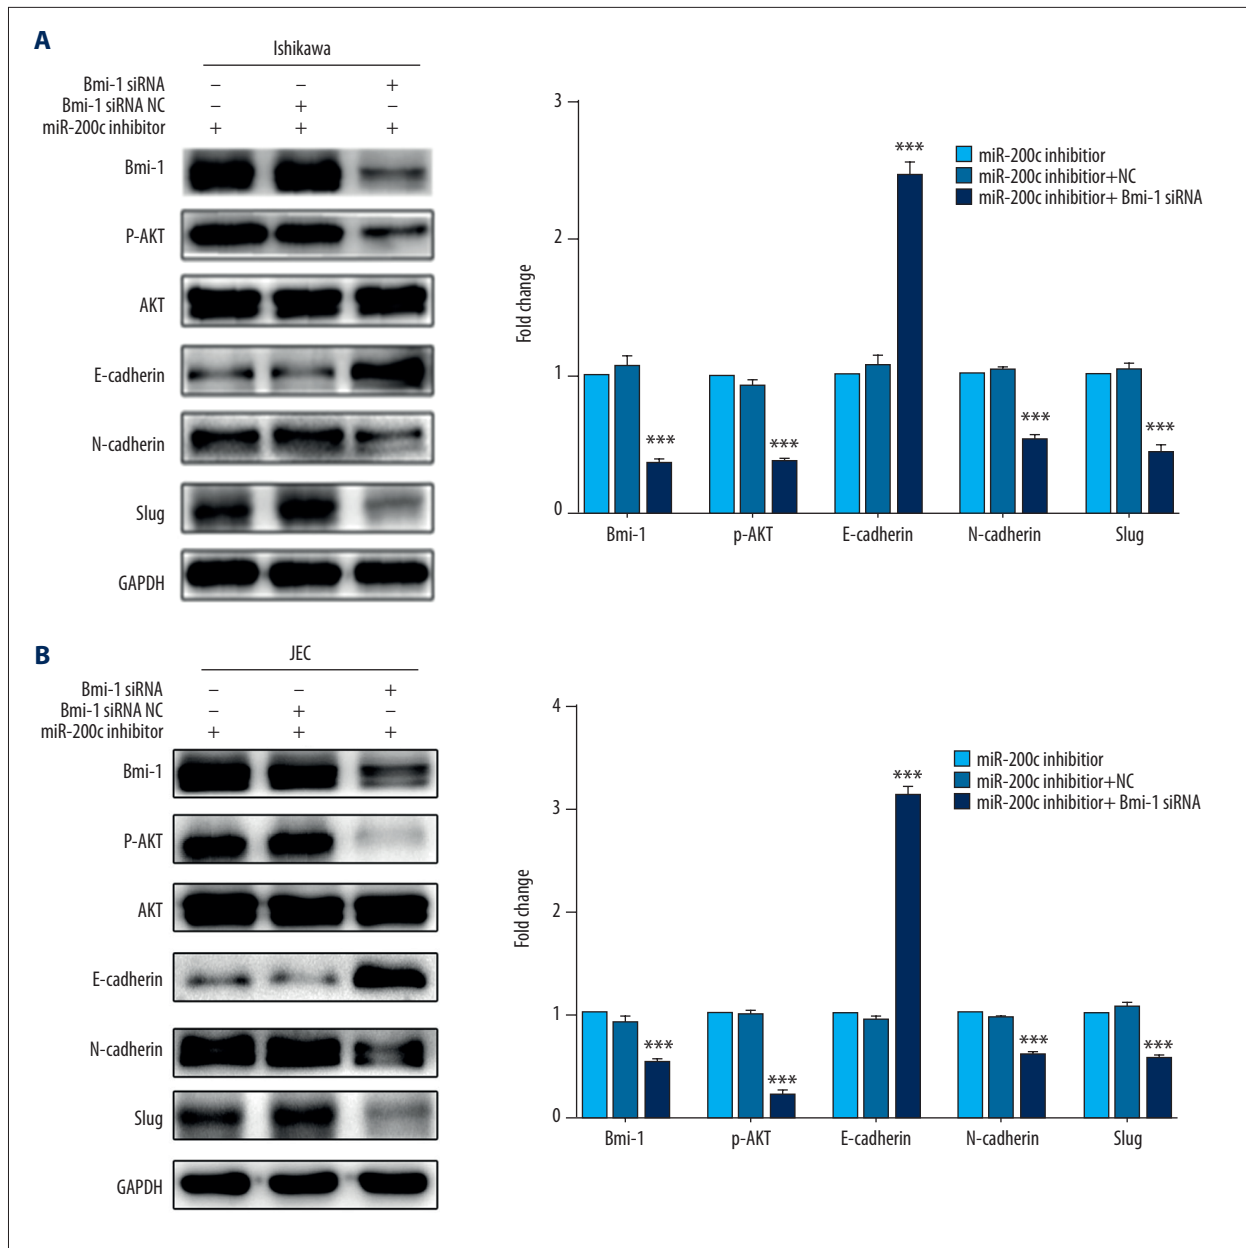 A
Ishikawa
Bmi-1 siRNA – – +
Bmi-1 siRNA NC – + –
miR-200c inhibitor + + +
Bmi-1
P-AKT
AKT
E-cadherin
N-cadherin
Slug
GAPDH
3
2
1
0
Fold change
***
***
***
***
***
miR-200c inhibitior
miR-200c inhibitior+NC
miR-200c inhibitior+ Bmi-1 siRNA
Bmi-1 p-AKT E-cadherin N-cadherin Slug
B
JEC
Bmi-1 siRNA – – +
Bmi-1 siRNA NC – + –
miR-200c inhibitor + + +
Bmi-1
P-AKT
AKT
E-cadherin
N-cadherin
Slug
GAPDH
4
3
2
1
0
Fold change
***
***
***
***
***
miR-200c inhibitior
miR-200c inhibitior+NC
miR-200c inhibitior+ Bmi-1 siRNA
Bmi-1 p-AKT E-cadherin N-cadherin Slug